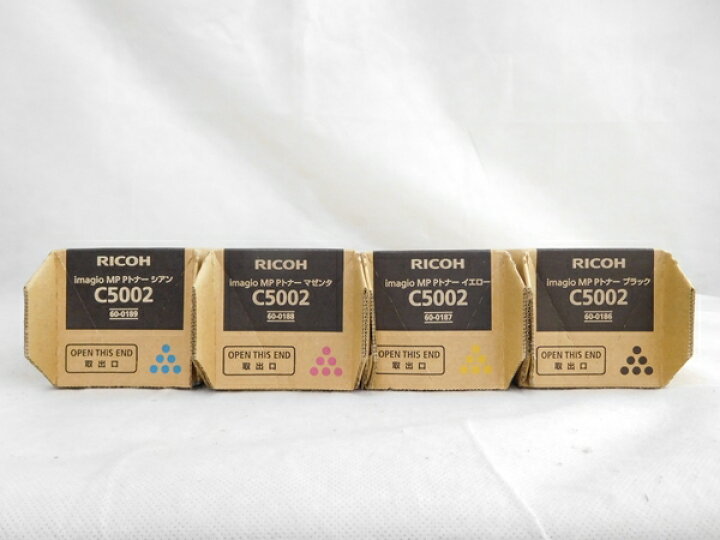 RICOH
imagio MP Pトナー シアン
C5002
60-0189
OPEN THIS END
取出口
RICOH
imagio MP Pトナー マゼンタ
C5002
60-0188
OPEN THIS END
取出口
RICOH
imagio MP Pトナー イエロー
C5002
60-0187
OPEN THIS END
取出口
RICOH
imagio MP Pトナー ブラック
C5002
60-0186
OPEN THIS END
取出口